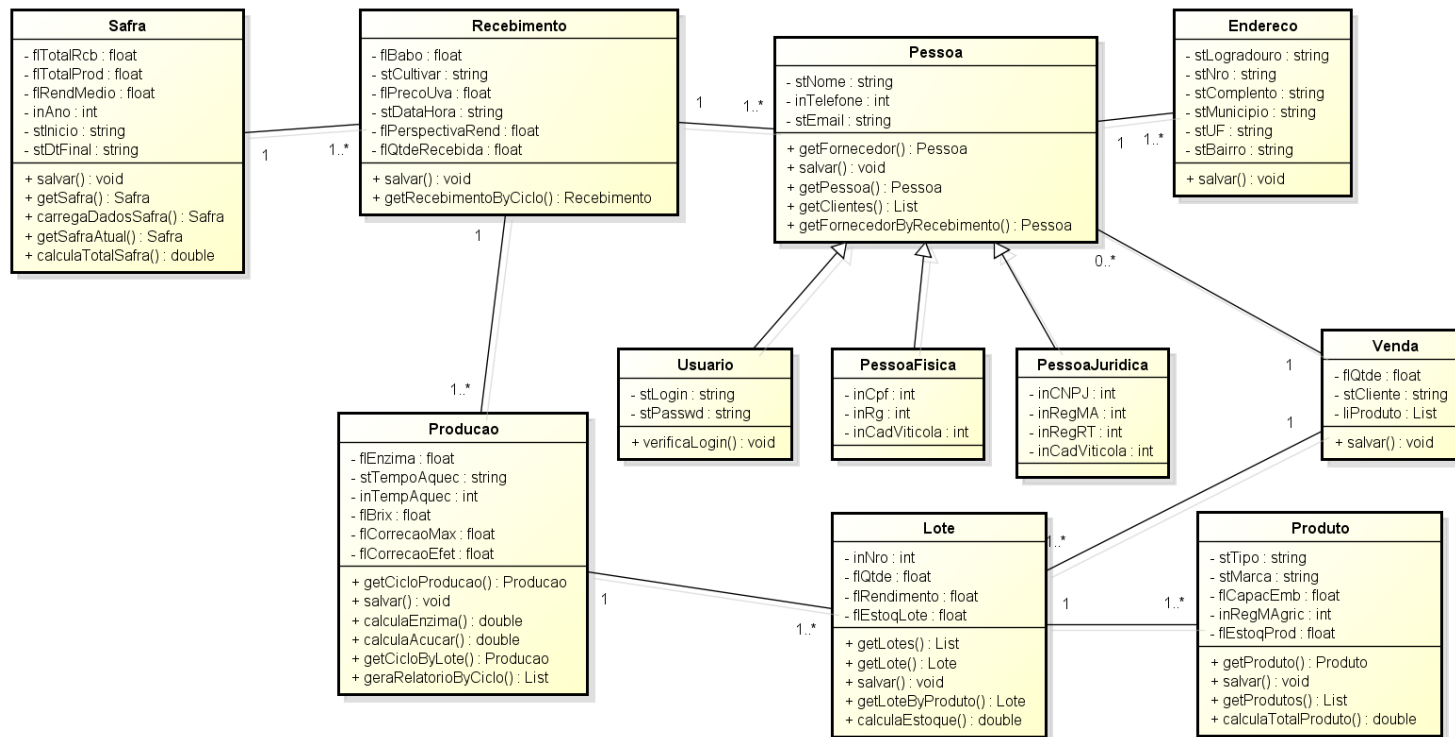 Safra
- flTotalRcb : float
- flTotalProd : float
- flRendMedio : float
- inAno : int
- stInicio : string
- stDtFinal : string
+ salvar() : void
+ getSafra() : Safra
+ carregaDadosSafra() : Safra
+ getSafraAtual() : Safra
+ calculaTotalSafra() : double
1
1..*
Recebimento
- flBabo : float
- stCultivar : string
- flPrecoUva : float
- stDataHora : string
- flPerspectivaRend : float
- flQtdeRecebida : float
+ salvar() : void
+ getRecebimentoByCiclo() : Recebimento
1
1..*
Pessoa
- stNome : string
- inTelefone : int
- stEmail : string
+ getFornecedor() : Pessoa
+ salvar() : void
+ getPessoa() : Pessoa
+ getClientes() : List
+ getFornecedorByRecebimento() : Pessoa
1
1..*
Endereco
- stLogradouro : string
- stNro : string
- stComplento : string
- stMunicipio : string
- stUF : string
- stBairro : string
+ salvar() : void
1
1..*
0..*
1
Usuario
- stLogin : string
- stPasswd : string
+ verificaLogin() : void
PessoaFisica
- inCpf : int
- inRg : int
- inCadViticola : int
PessoaJuridica
- inCNPJ : int
- inRegMA : int
- inRegRT : int
- inCadViticola : int
Venda
- flQtde : float
- stCliente : string
- liProduto : List
+ salvar() : void
1
1..*
Producao
- flEnzima : float
- stTempoAquec : string
- inTempAquec : int
- flBrix : float
- flCorrecaoMax : float
- flCorrecaoEfet : float
+ getCicloProducao() : Producao
+ salvar() : void
+ calculaEnzima() : double
+ calculaAcucar() : double
+ getCicloByLote() : Producao
+ geraRelatorioByCiclo() : List
1
1..*
Lote
- inNro : int
- flQtde : float
- flRendimento : float
- flEstoqLote : float
+ getLotes() : List
+ getLote() : Lote
+ salvar() : void
+ getLoteByProduto() : Lote
+ calculaEstoque() : double
1
1..*
Produto
- stTipo : string
- stMarca : string
- flCapacEmb : float
- inRegMAgric : int
- flEstoqProd : float
+ getProduto() : Produto
+ salvar() : void
+ getProdutos() : List
+ calculaTotalProduto() : double